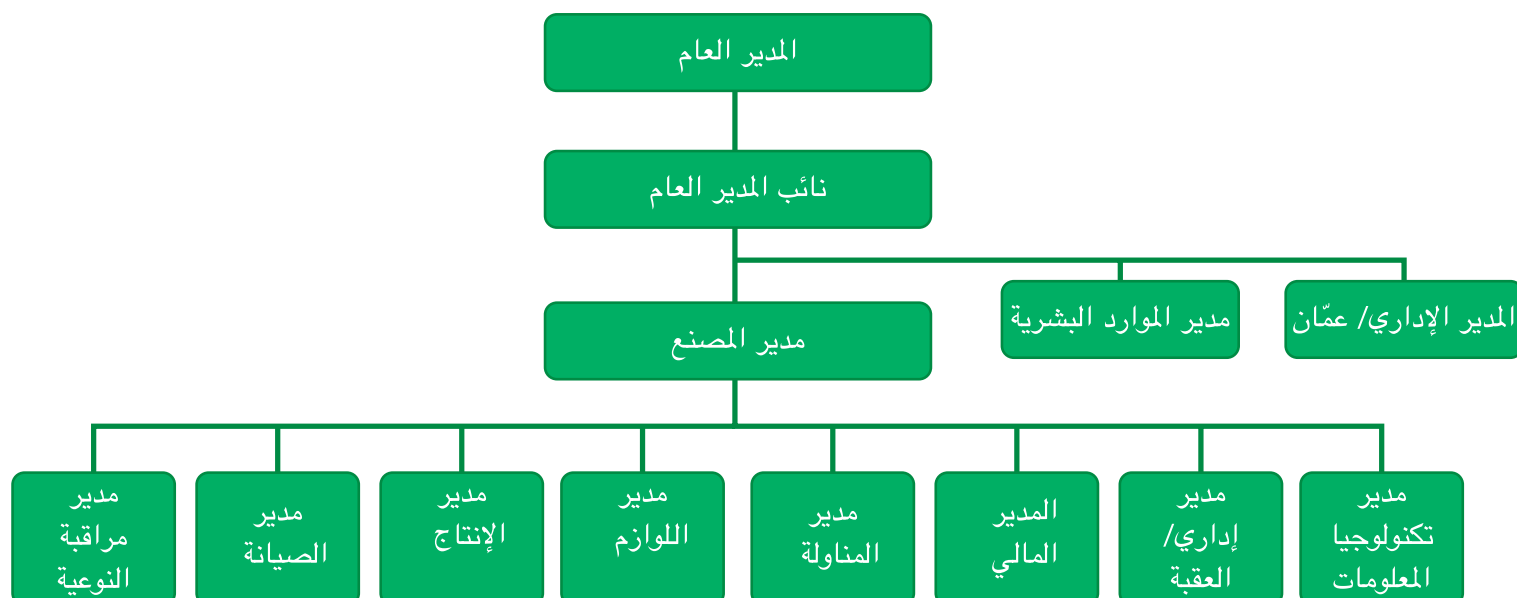 المدير العام
نائب المدير العام
المدير الإداري/ عمّان
مدير الموارد البشرية
مدير المصنع
مدير
تكنولوجيا
المعلومات
مدير
إداري/
العقبة
المدير
المالي
مدير
المناولة
مدير
اللوازم
مدير
الإنتاج
مدير
الصيانة
مدير
مراقبة
النوعية